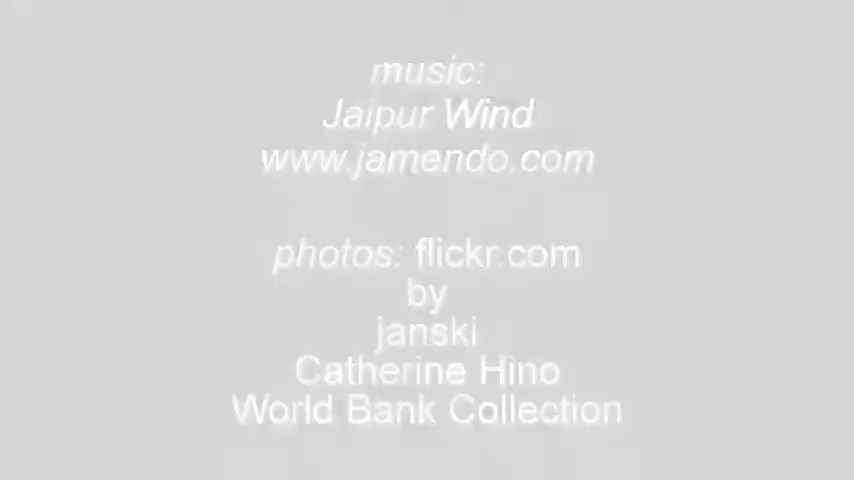 music:
Jaipur Wind
www.jamendo.com
photos: flickr.com
by
janski
Catherine Hino
World Bank Collection